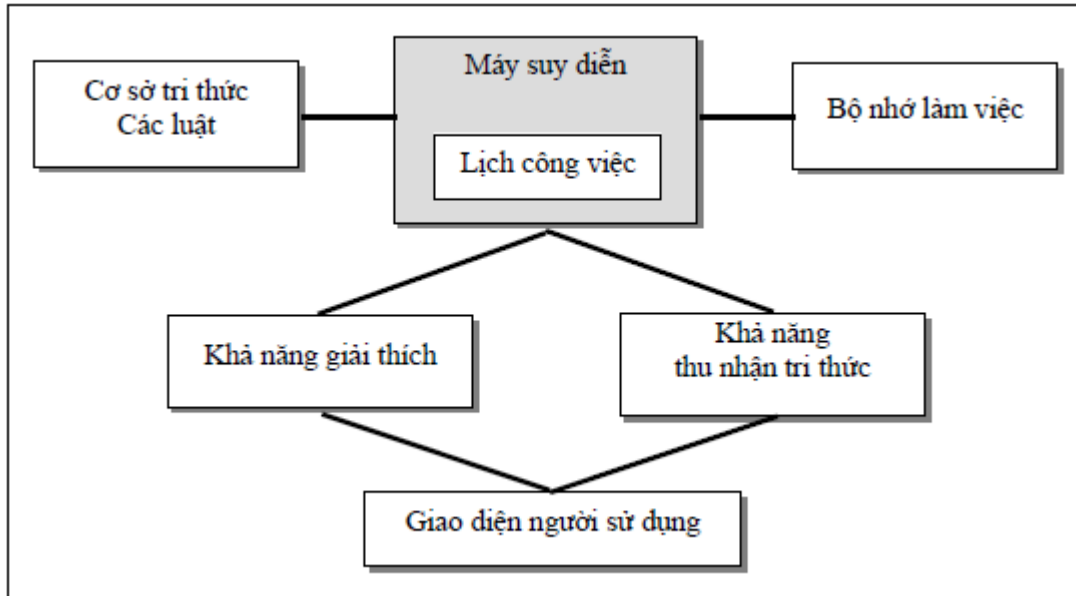 Máy suy diễn
Cơ sở tri thức
Các luật
Bộ nhớ làm việc
Lịch công việc
Khả năng giải thích
Khả năng
thu nhận tri thức
Giao diện người sử dụng